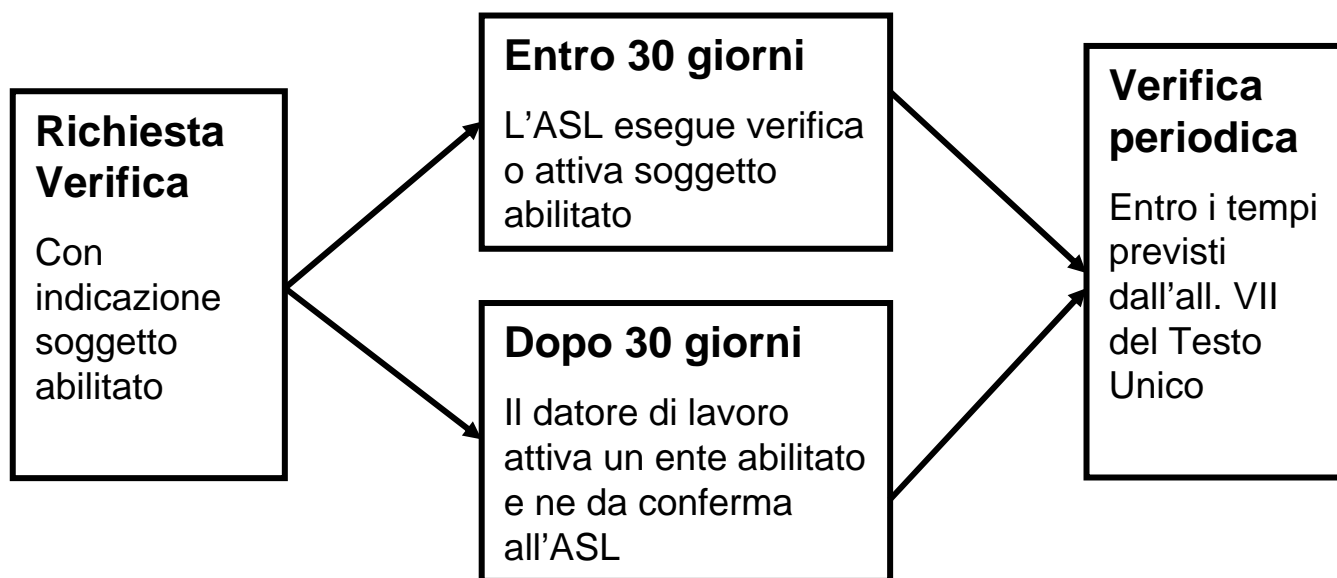 Richiesta
Verifica
Con
indicazione
soggetto
abilitato
Entro 30 giorni
L’ASL esegue verifica
o attiva soggetto
abilitato
Dopo 30 giorni
Il datore di lavoro
attiva un ente abilitato
e ne da conferma
all’ASL
Verifica
periodica
Entro i tempi
previsti
dall’all. VII
del Testo
Unico